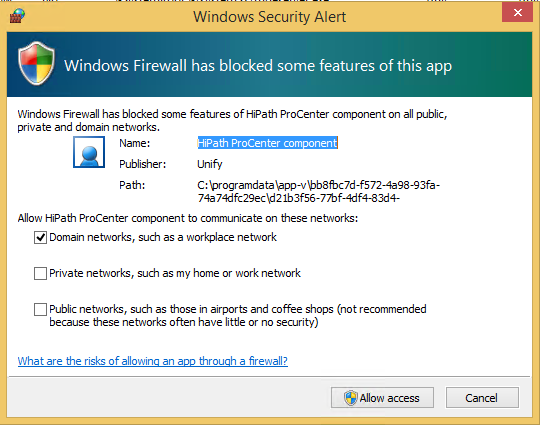 Windows Security Alert
Windows Firewall has blocked some features of this app
Windows Firewall has blocked some features of HiPath ProCenter component on all public,
private and domain networks.
Name: HiPath ProCenter component
Publisher: Unify
Path: C:\programdata\app-v\bb8fbc7d-f572-4a98-93fa-
74a74dfc29ec\d21b3f56-77bf-4df4-83d4-
Allow HiPath ProCenter component to communicate on these networks:
Domain networks, such as a workplace network
Private networks, such as my home or work network
Public networks, such as those in airports and coffee shops (not recommended
because these networks often have little or no security)
What are the risks of allowing an app through a firewall?
Allow access Cancel